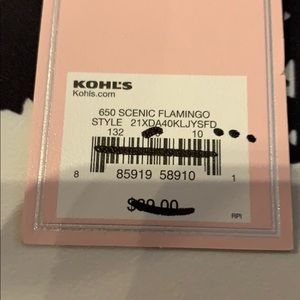 KOHL'S
Kohls.com
650 SCENIC FLAMINGO
STYLE 21XDA40KLJYSFD
132 10
8 85919 58910 1
RPI